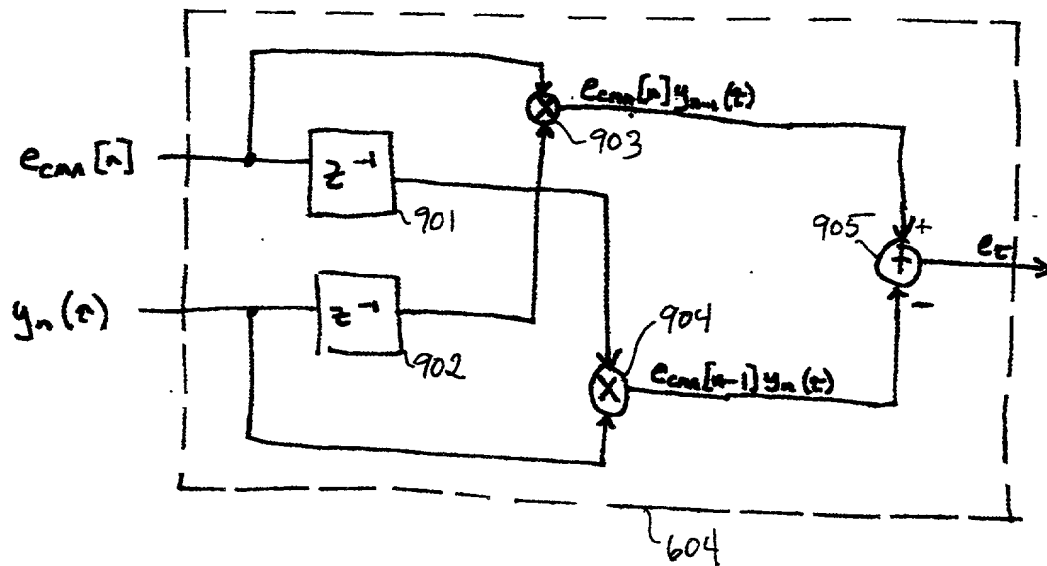 e_cma[n]
y_n(τ)
z⁻¹
901
z⁻¹
902
903
e_cma[n] y_n-1(τ)
904
e_cma[n-1] y_n(τ)
905
+
+
−
e_τ
604